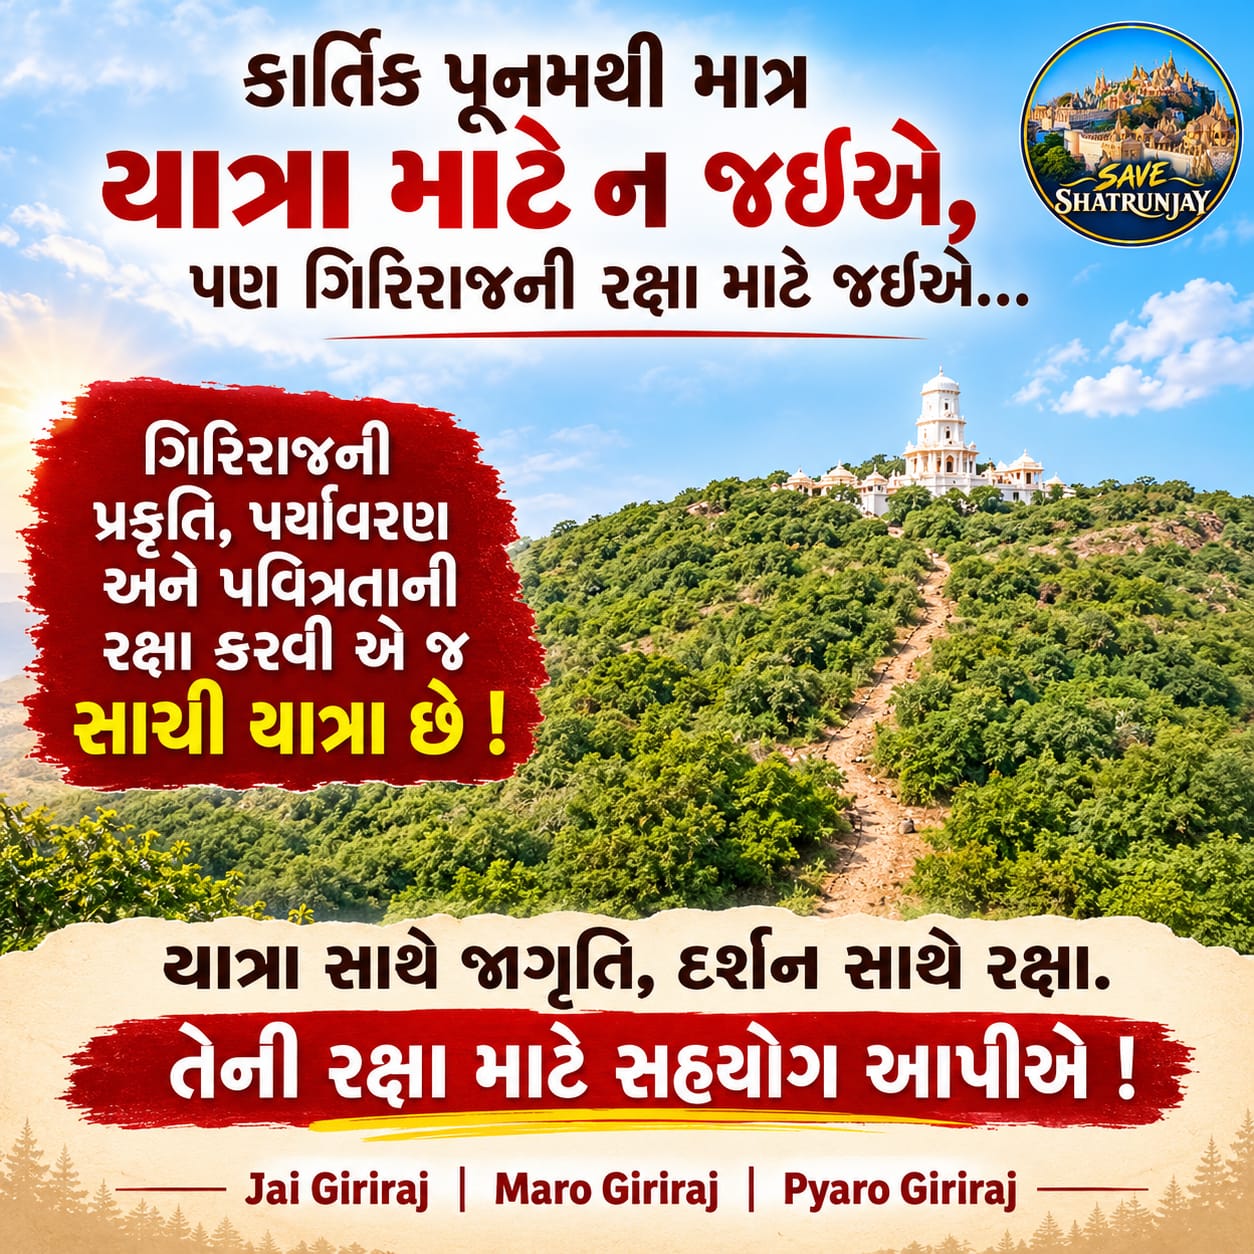 કાર્તિક પૂનમથી માત્ર
યાત્રા માટે ન જઈએ,
પણ ગિરિરાજની રક્ષા માટે જઈએ...
SAVE
SHATRUNJAY
ગિરિરાજની
પ્રકૃતિ, પર્યાવરણ
અને પવિત્રતાની
રક્ષા કરવી એ જ
સાચી યાત્રા છે !
યાત્રા સાથે જાગૃતિ, દર્શન સાથે રક્ષા.
તેની રક્ષા માટે સહયોગ આપીએ !
Jai Giriraj | Maro Giriraj | Pyaro Giriraj